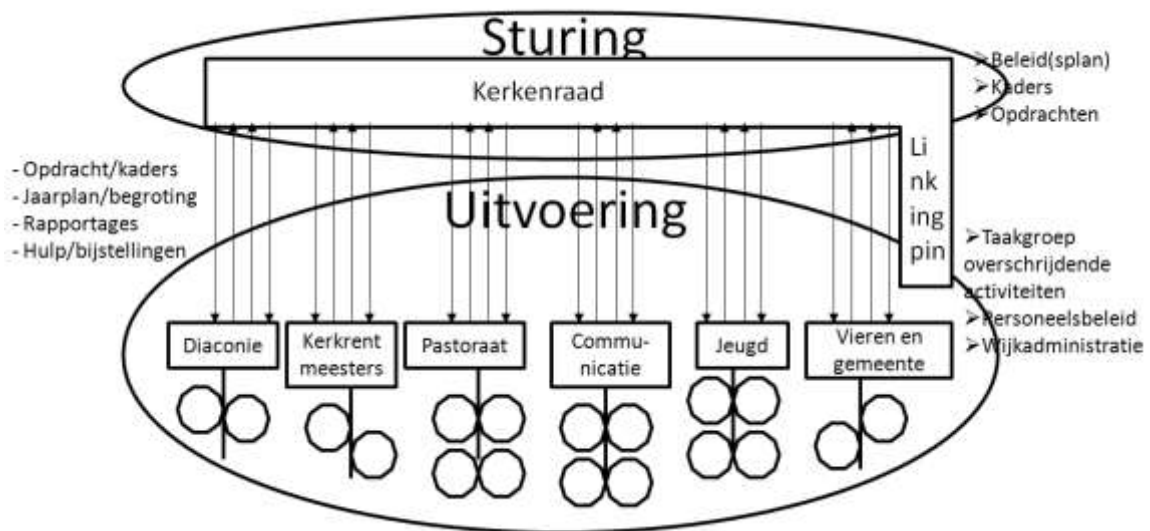 Sturing
Kerkenraad
➢Beleid(splan)
➢Kaders
➢Opdrachten
- Opdracht/kaders
- Jaarplan/begroting
- Rapportages
- Hulp/bijstellingen
Uitvoering
Li
nk
ing
pin
➢Taakgroep
overschrijdende
activiteiten
➢Personeelsbeleid
➢Wijkadministratie
Diaconie
Kerkrent
meesters
Pastoraat
Commu-
nicatie
Jeugd
Vieren en
gemeente